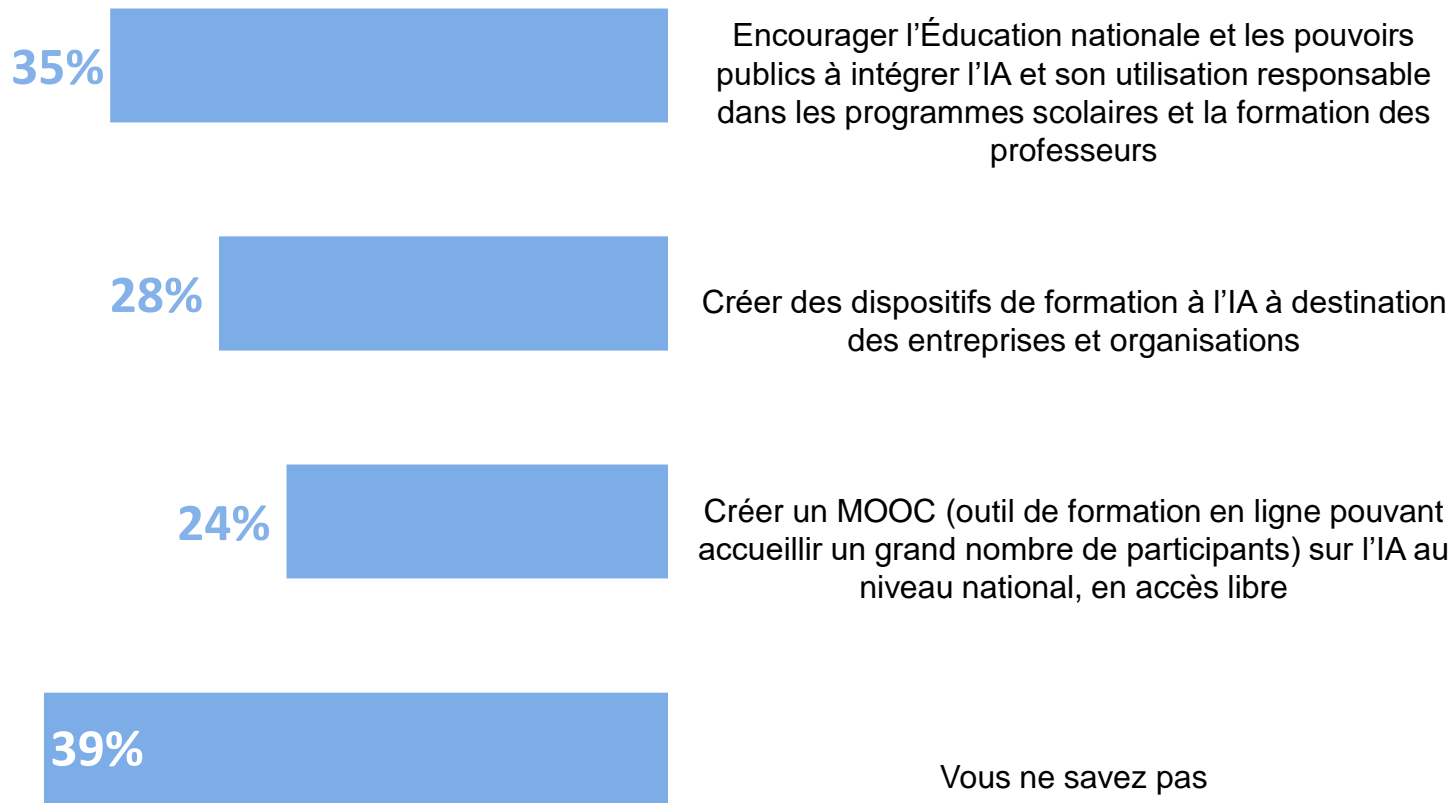 35%
Encourager l’Éducation nationale et les pouvoirs
publics à intégrer l’IA et son utilisation responsable
dans les programmes scolaires et la formation des
professeurs
28%
Créer des dispositifs de formation à l’IA à destination
des entreprises et organisations
24%
Créer un MOOC (outil de formation en ligne pouvant
accueillir un grand nombre de participants) sur l’IA au
niveau national, en accès libre
39%
Vous ne savez pas